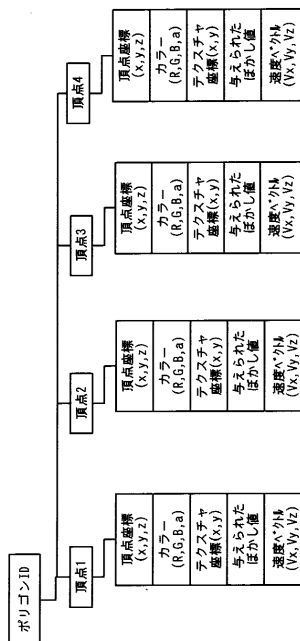 ポリゴンID
頂点1
頂点座標
(x,y,z)
カラー
(R,G,B,a)
テクスチャ
座標(x,y)
与えられた
ぼかし値
速度ベクトル
(Vx,Vy,Vz)
頂点2
頂点座標
(x,y,z)
カラー
(R,G,B,a)
テクスチャ
座標(x,y)
与えられた
ぼかし値
速度ベクトル
(Vx,Vy,Vz)
頂点3
頂点座標
(x,y,z)
カラー
(R,G,B,a)
テクスチャ
座標(x,y)
与えられた
ぼかし値
速度ベクトル
(Vx,Vy,Vz)
頂点4
頂点座標
(x,y,z)
カラー
(R,G,B,a)
テクスチャ
座標(x,y)
与えられた
ぼかし値
速度ベクトル
(Vx,Vy,Vz)